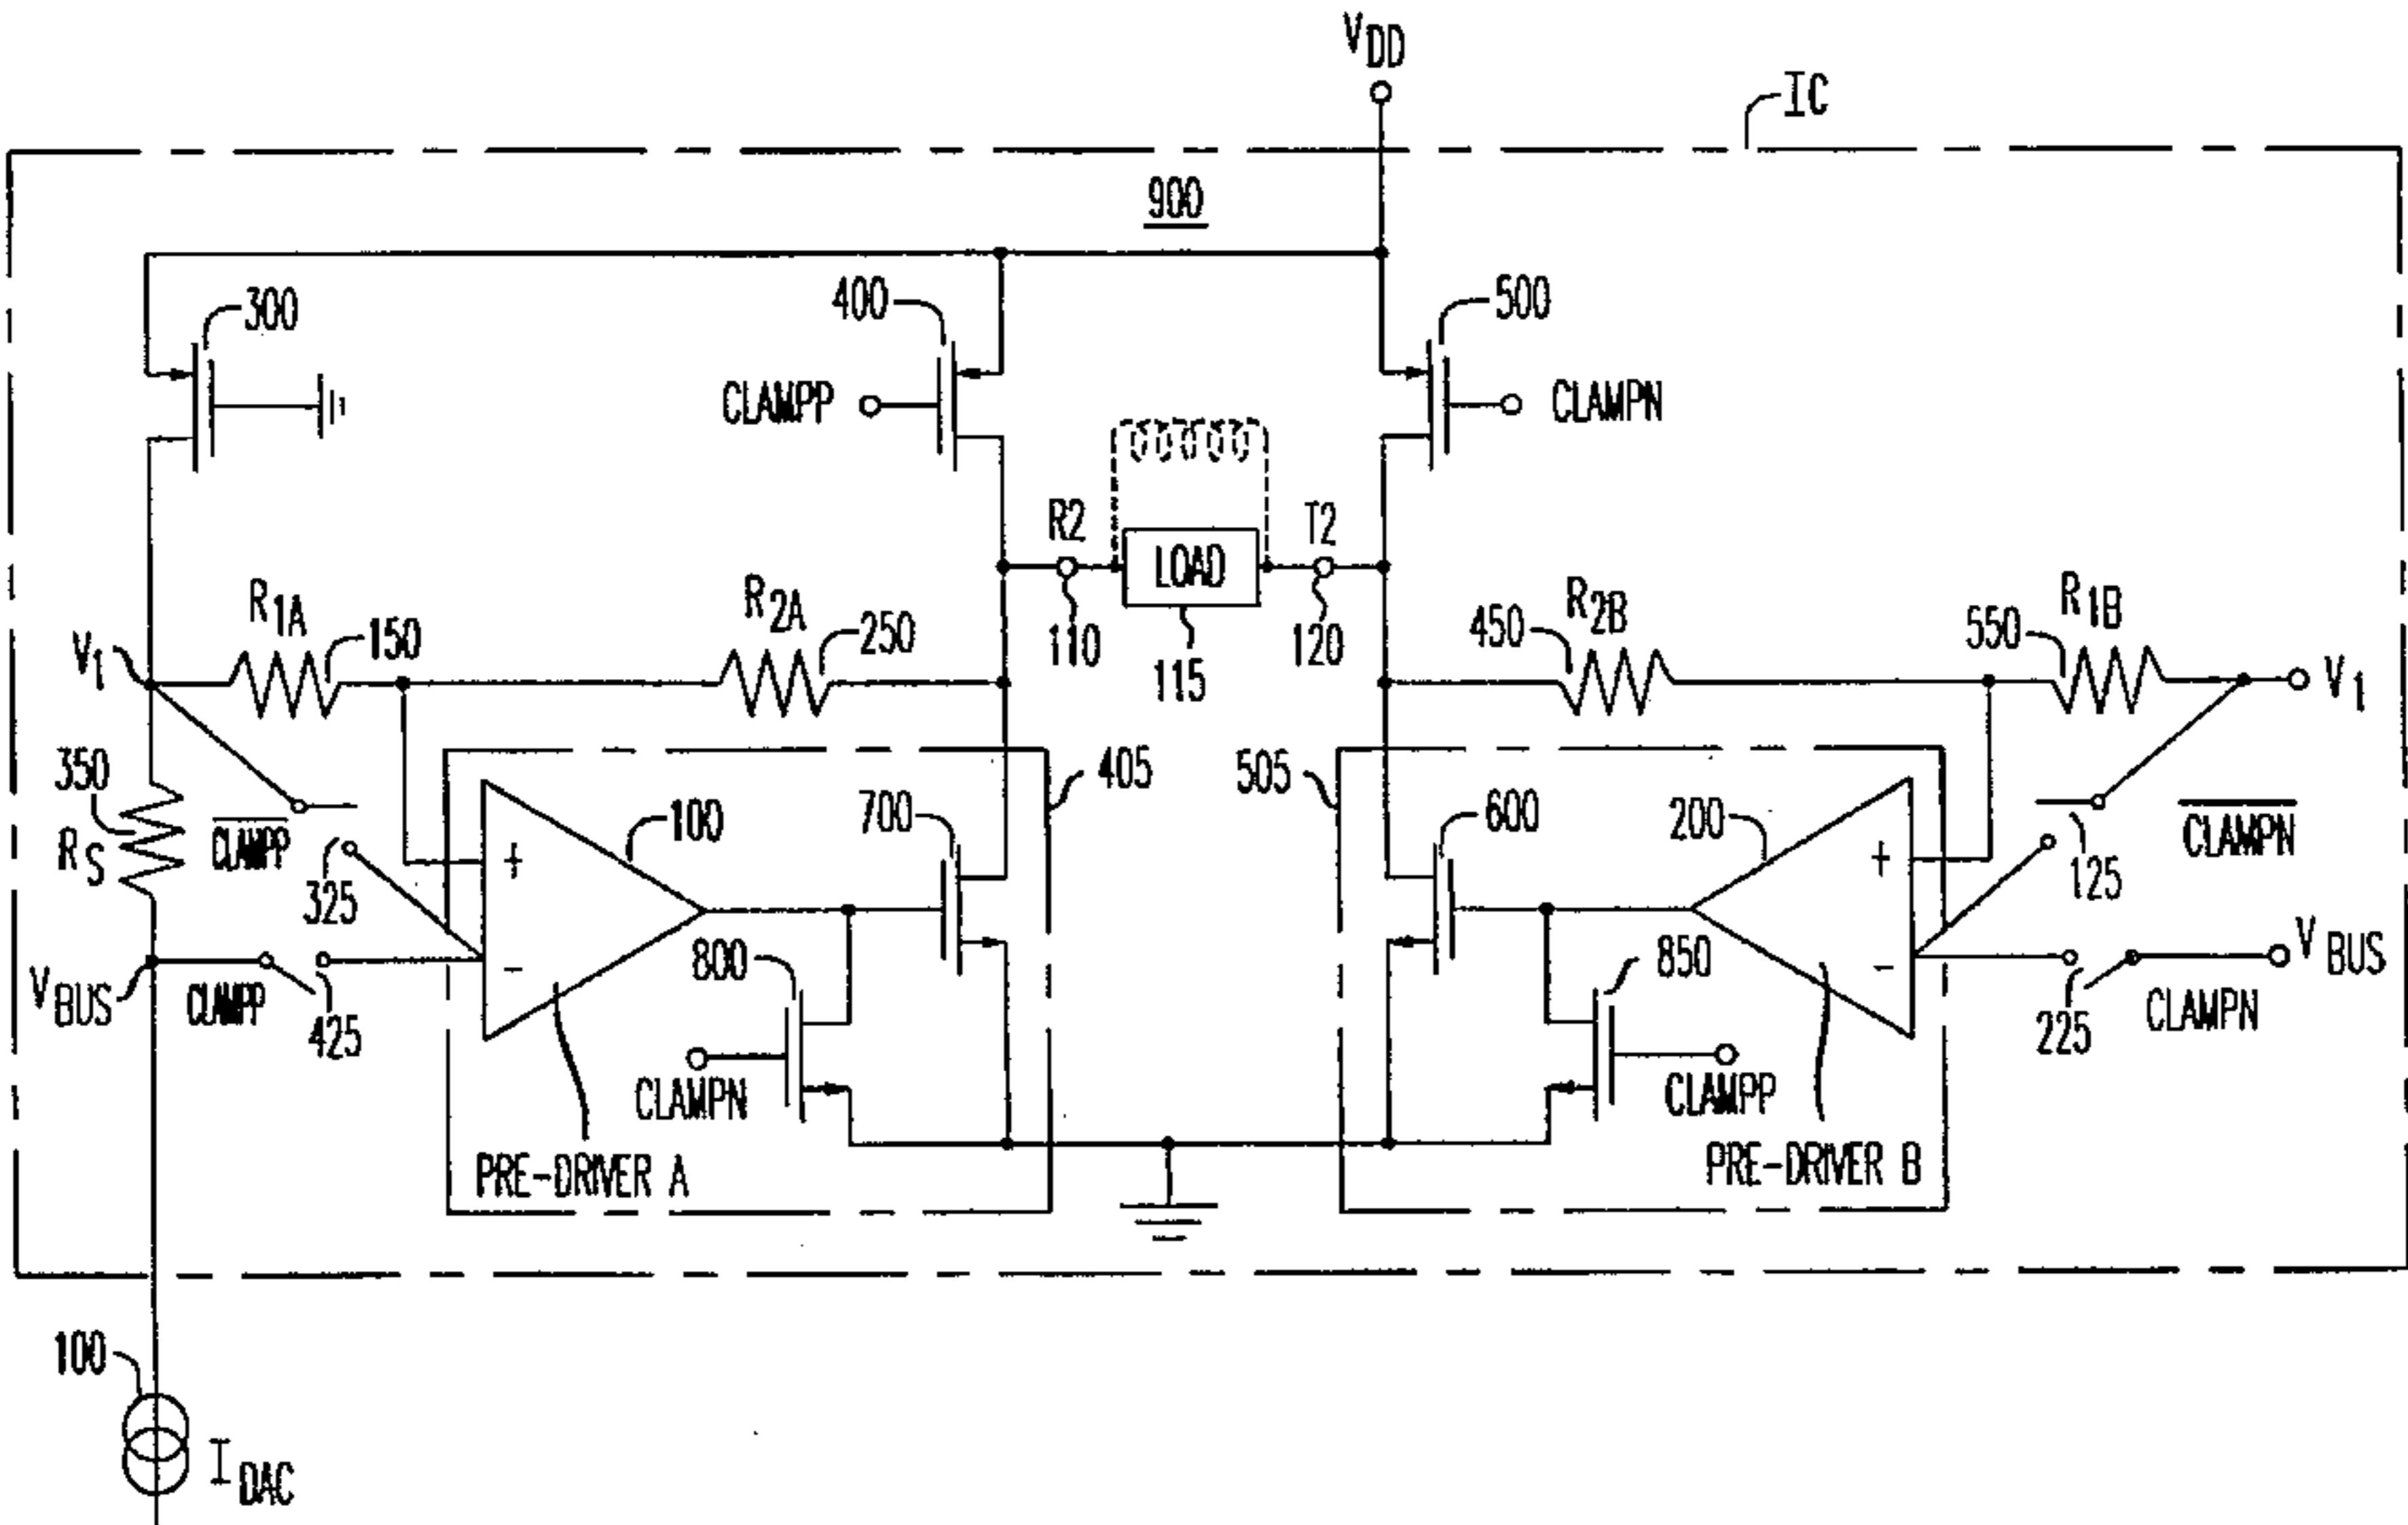 VDD
IC
900
300
400
500
CLAMPP
CLAMPN
R2
LOAD
T2
110
115
120
R1A
150
R2A
250
R2B
450
R1B
550
V1
V1
350
RS
CLAMPP
325
405
505
100
700
600
200
CLAMPN
125
+
+
-
-
VBUS
CLAMPP
425
800
850
225
CLAMPN
VBUS
CLAMPN
CLAMPP
PRE-DRIVER A
PRE-DRIVER B
100
IDAC